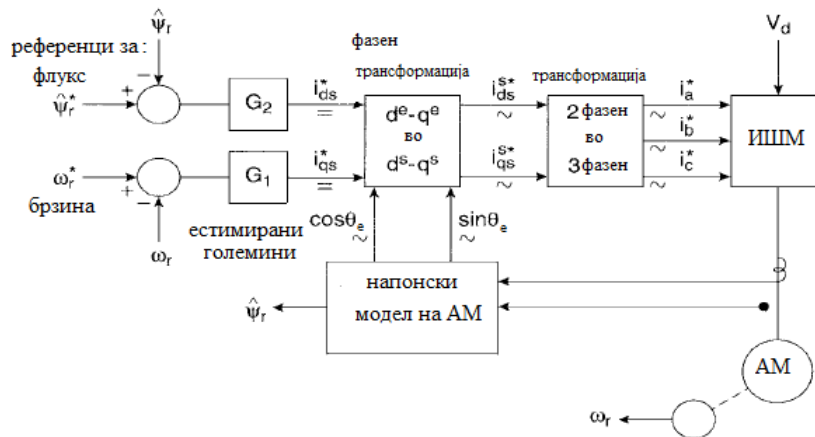 ψ̂r
референци за :
флукс
ψ̂r*
ωr*
брзина
ωr
+
−
+
−
G2
G1
ids*
=
iqs*
=
фазен
трансформација
dᵉ-qᵉ
во
dˢ-qˢ
idsˢ*
~
iqsˢ*
~
трансформација
2 фазен
во
3 фазен
ia*
~
ib*
~
ic*
~
Vd
ИШМ
естимирани
големини
cosθe
~
sinθe
~
напонски
модел на АМ
ψ̂r
АМ
ωr